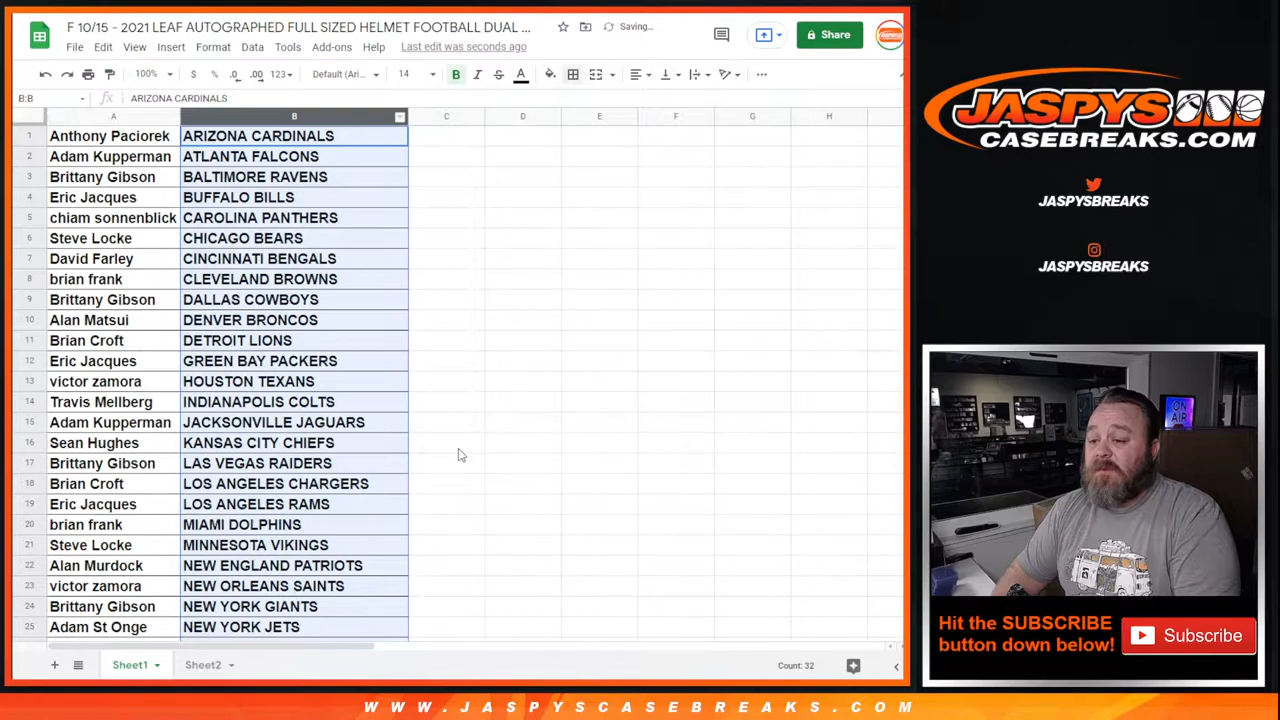 F 10/15 - 2021 LEAF AUTOGRAPHED FULL SIZED HELMET FOOTBALL DUAL ...
Saving...
File Edit View Insert Format Data Tools Add-ons Help Last edit was seconds ago
Share
100% $ % .0 .00 123 Default (Ari... 14 B I S A
B:B fx ARIZONA CARDINALS
A B C D E F G H
1 Anthony Paciorek ARIZONA CARDINALS
2 Adam Kupperman ATLANTA FALCONS
3 Brittany Gibson BALTIMORE RAVENS
4 Eric Jacques BUFFALO BILLS
5 chiam sonnenblick CAROLINA PANTHERS
6 Steve Locke CHICAGO BEARS
7 David Farley CINCINNATI BENGALS
8 brian frank CLEVELAND BROWNS
9 Brittany Gibson DALLAS COWBOYS
10 Alan Matsui DENVER BRONCOS
11 Brian Croft DETROIT LIONS
12 Eric Jacques GREEN BAY PACKERS
13 victor zamora HOUSTON TEXANS
14 Travis Mellberg INDIANAPOLIS COLTS
15 Adam Kupperman JACKSONVILLE JAGUARS
16 Sean Hughes KANSAS CITY CHIEFS
17 Brittany Gibson LAS VEGAS RAIDERS
18 Brian Croft LOS ANGELES CHARGERS
19 Eric Jacques LOS ANGELES RAMS
20 brian frank MIAMI DOLPHINS
21 Steve Locke MINNESOTA VIKINGS
22 Alan Murdock NEW ENGLAND PATRIOTS
23 victor zamora NEW ORLEANS SAINTS
24 Brittany Gibson NEW YORK GIANTS
25 Adam St Onge NEW YORK JETS
Sheet1 Sheet2 Count: 32
JASPYS
CASEBREAKS.COM
JASPYSBREAKS
JASPYSBREAKS
ON
AIR
Hit the SUBSCRIBE
button down below!
Subscribe
WWW.JASPYSCASEBREAKS.COM